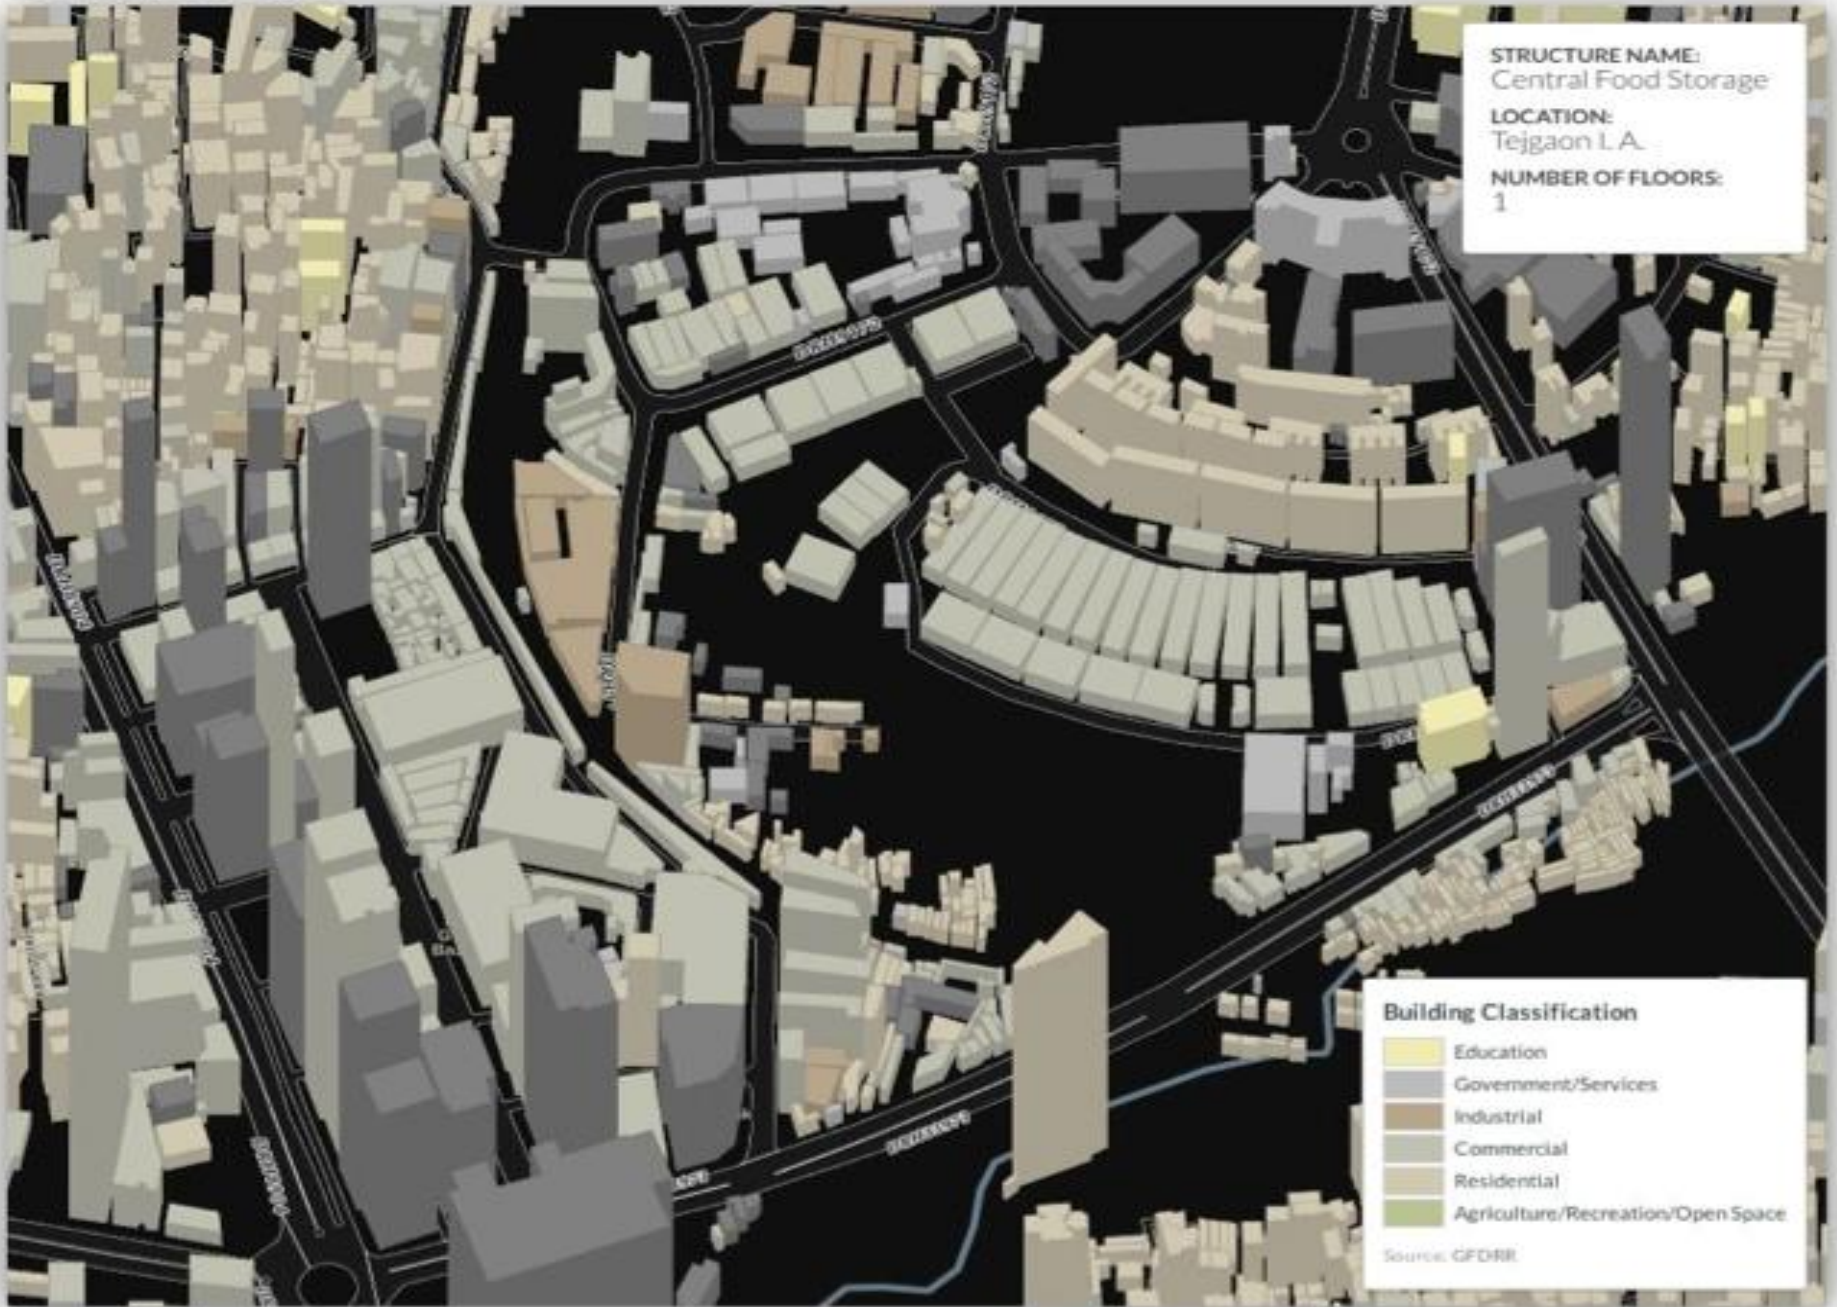 STRUCTURE NAME:
Central Food Storage
LOCATION:
Tejgaon I. A.
NUMBER OF FLOORS:
1
Building Classification
Education
Government/Services
Industrial
Commercial
Residential
Agriculture/Recreation/Open Space
Source: GFDRR